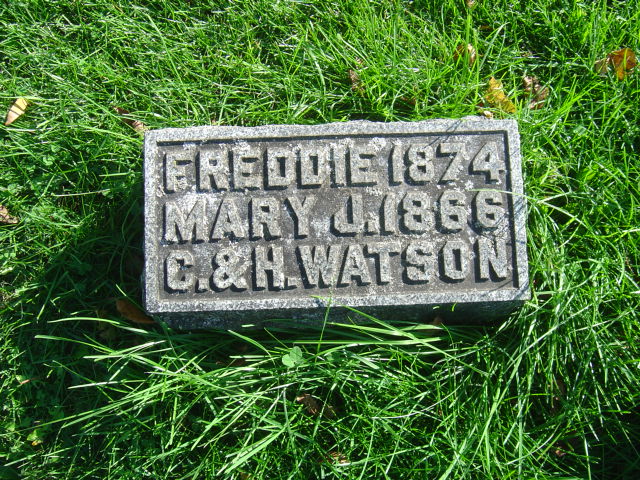 FREDDIE 1874
MARY J. 1866
C. & H. WATSON